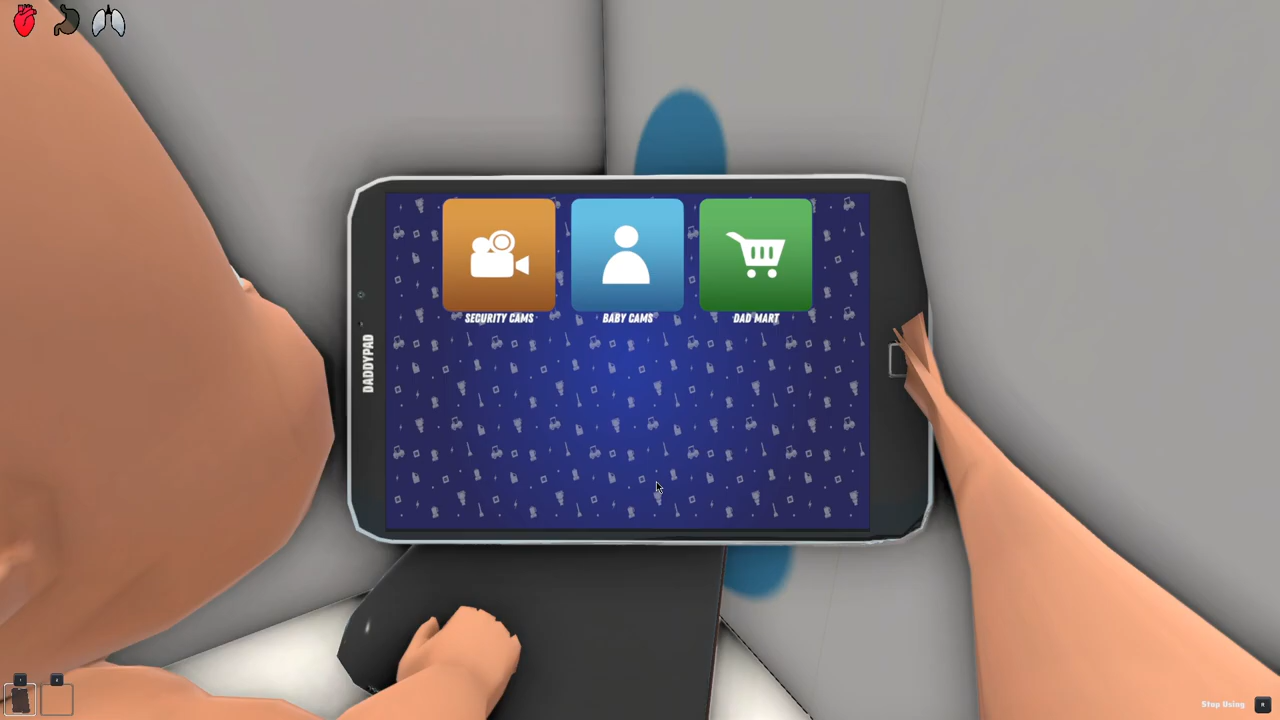 SECURITY CAMS
BABY CAMS
DAD MART
DADDYPAD
Stop Using